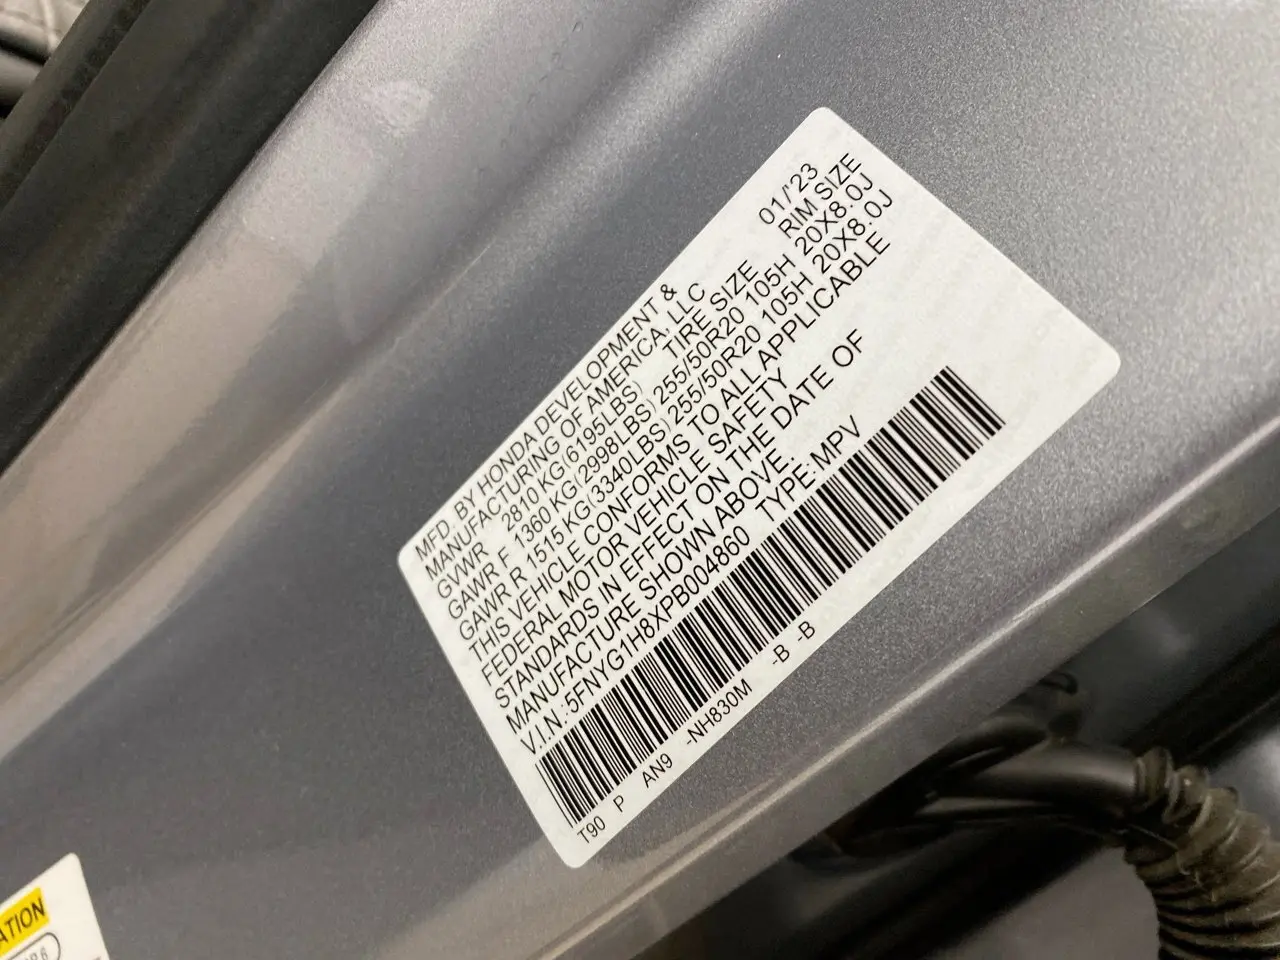 MFD. BY HONDA DEVELOPMENT &
MANUFACTURING OF AMERICA, LLC 01/'23
GVWR 2810 KG(6195LBS) TIRE SIZE RIM SIZE
GAWR F 1360 KG(2998LBS) 255/50R20 105H 20X8.0J
GAWR R 1515 KG(3340LBS) 255/50R20 105H 20X8.0J
THIS VEHICLE CONFORMS TO ALL APPLICABLE
FEDERAL MOTOR VEHICLE SAFETY
STANDARDS IN EFFECT ON THE DATE OF
MANUFACTURE SHOWN ABOVE.
V.I.N.:5FNYG1H8XPB004860 TYPE:MPV
T90 P AN9 -NH830M -B -B
ATION